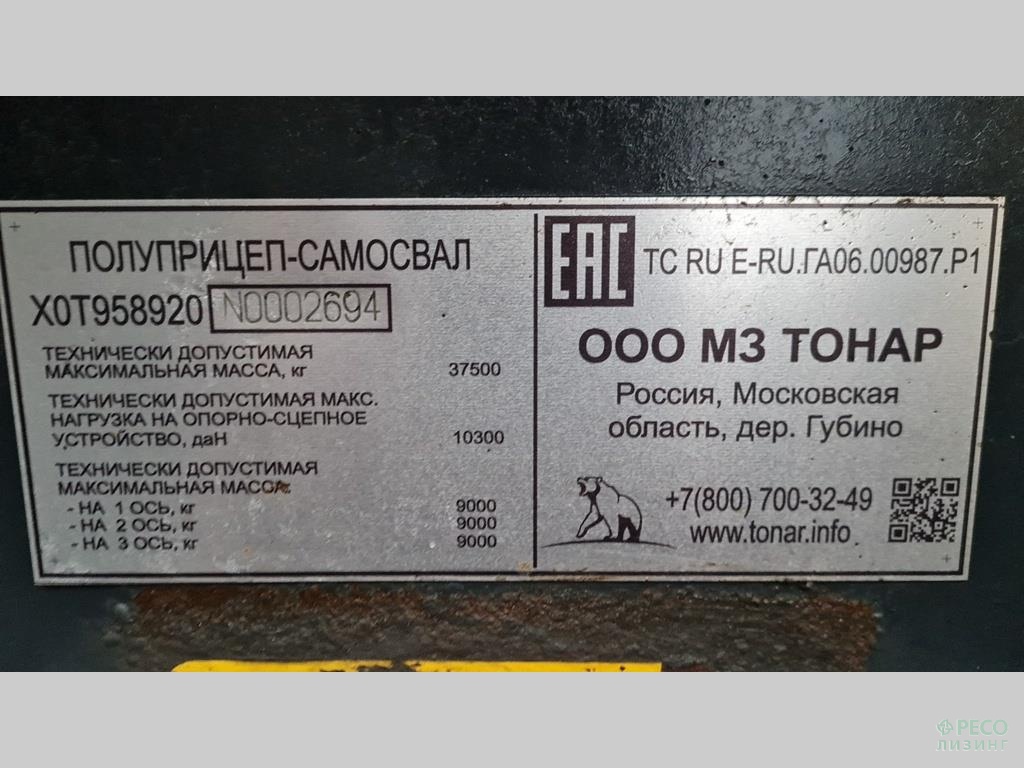 ПОЛУПРИЦЕП-САМОСВАЛ
X0T958920 N0002694
ТЕХНИЧЕСКИ ДОПУСТИМАЯ
МАКСИМАЛЬНАЯ МАССА, кг 37500
ТЕХНИЧЕСКИ ДОПУСТИМАЯ МАКС.
НАГРУЗКА НА ОПОРНО-СЦЕПНОЕ
УСТРОЙСТВО, даН 10300
ТЕХНИЧЕСКИ ДОПУСТИМАЯ
МАКСИМАЛЬНАЯ МАССА:
- НА 1 ОСЬ, кг 9000
- НА 2 ОСЬ, кг 9000
- НА 3 ОСЬ, кг 9000
EAC ТС RU E-RU.ГА06.00987.Р1
ООО МЗ ТОНАР
Россия, Московская
область, дер. Губино
+7(800) 700-32-49
www.tonar.info
РЕСО
ЛИЗИНГ